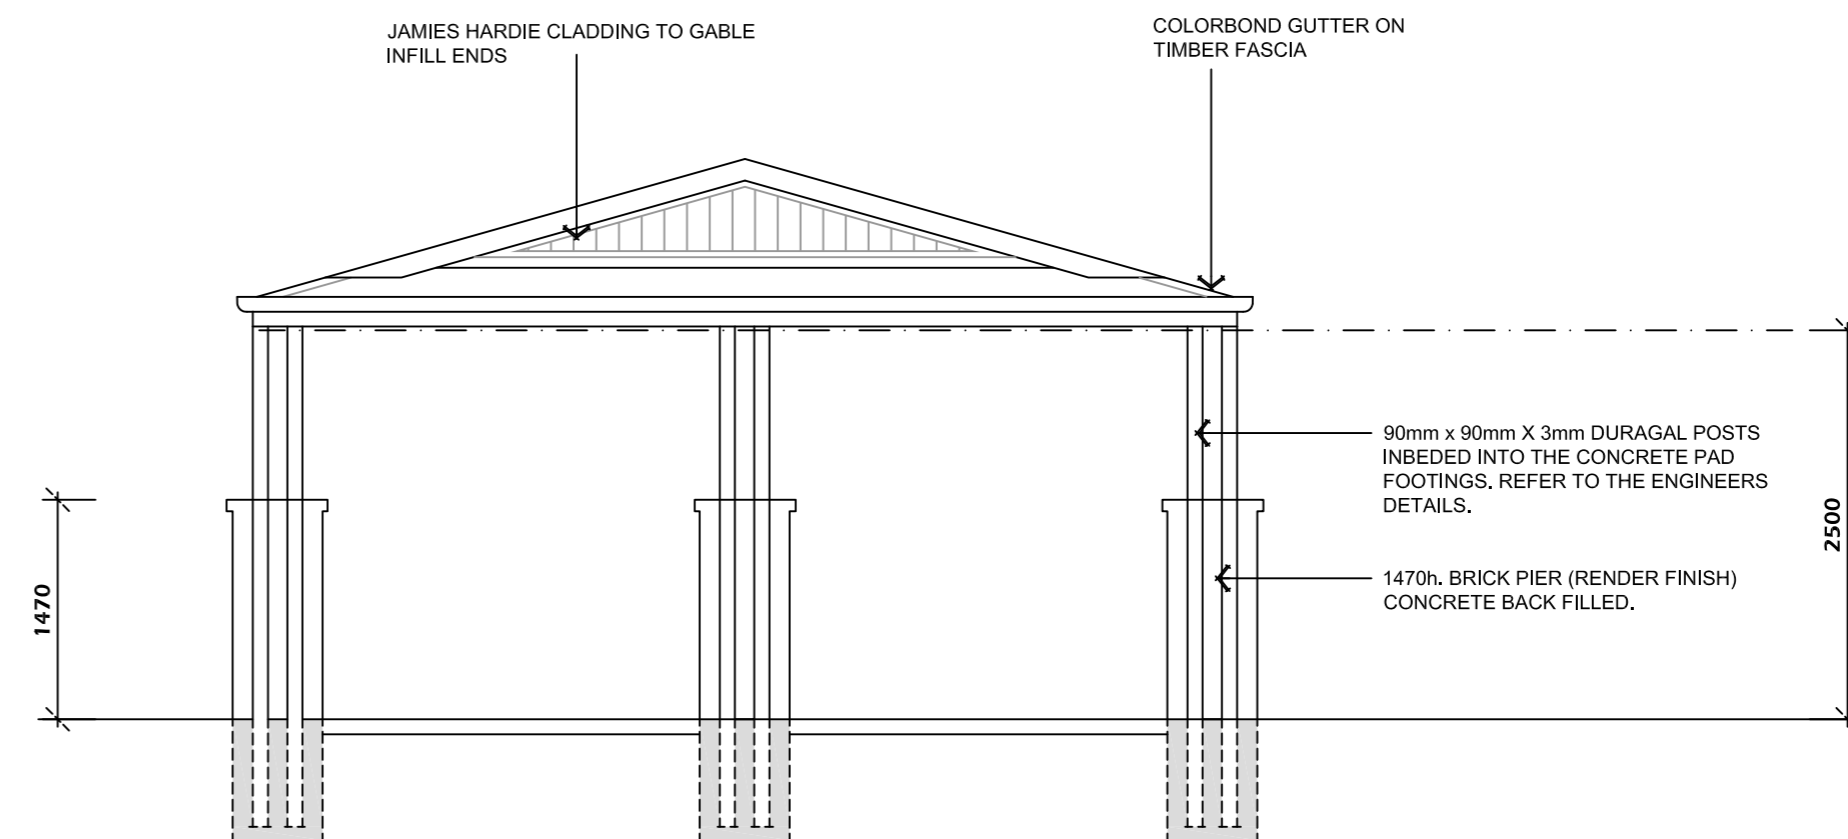 JAMIES HARDIE CLADDING TO GABLE
INFILL ENDS
COLORBOND GUTTER ON
TIMBER FASCIA
90mm x 90mm X 3mm DURAGAL POSTS
INBEDED INTO THE CONCRETE PAD
FOOTINGS. REFER TO THE ENGINEERS
DETAILS.
1470h. BRICK PIER (RENDER FINISH)
CONCRETE BACK FILLED.
1470
2500